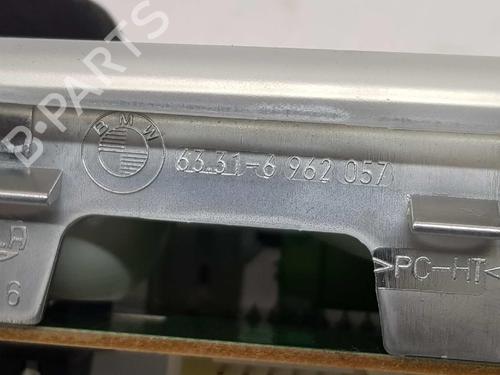 B-PARTS
BMW
63.31-6 962 057
>PC-HT<
6